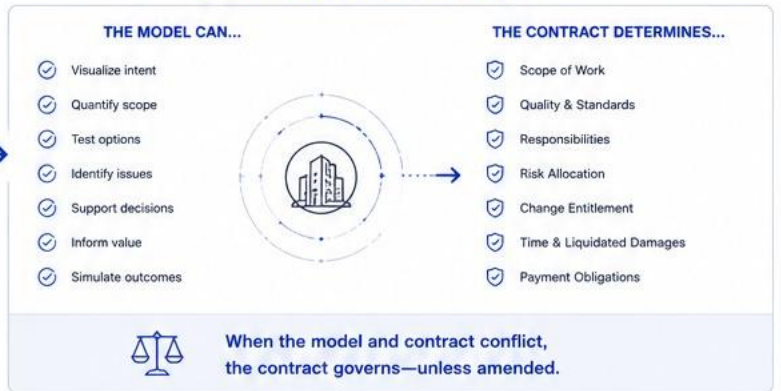 THE MODEL CAN...
Visualize intent
Quantify scope
Test options
Identify issues
Support decisions
Inform value
Simulate outcomes
THE CONTRACT DETERMINES...
Scope of Work
Quality & Standards
Responsibilities
Risk Allocation
Change Entitlement
Time & Liquidated Damages
Payment Obligations
When the model and contract conflict,
the contract governs—unless amended.